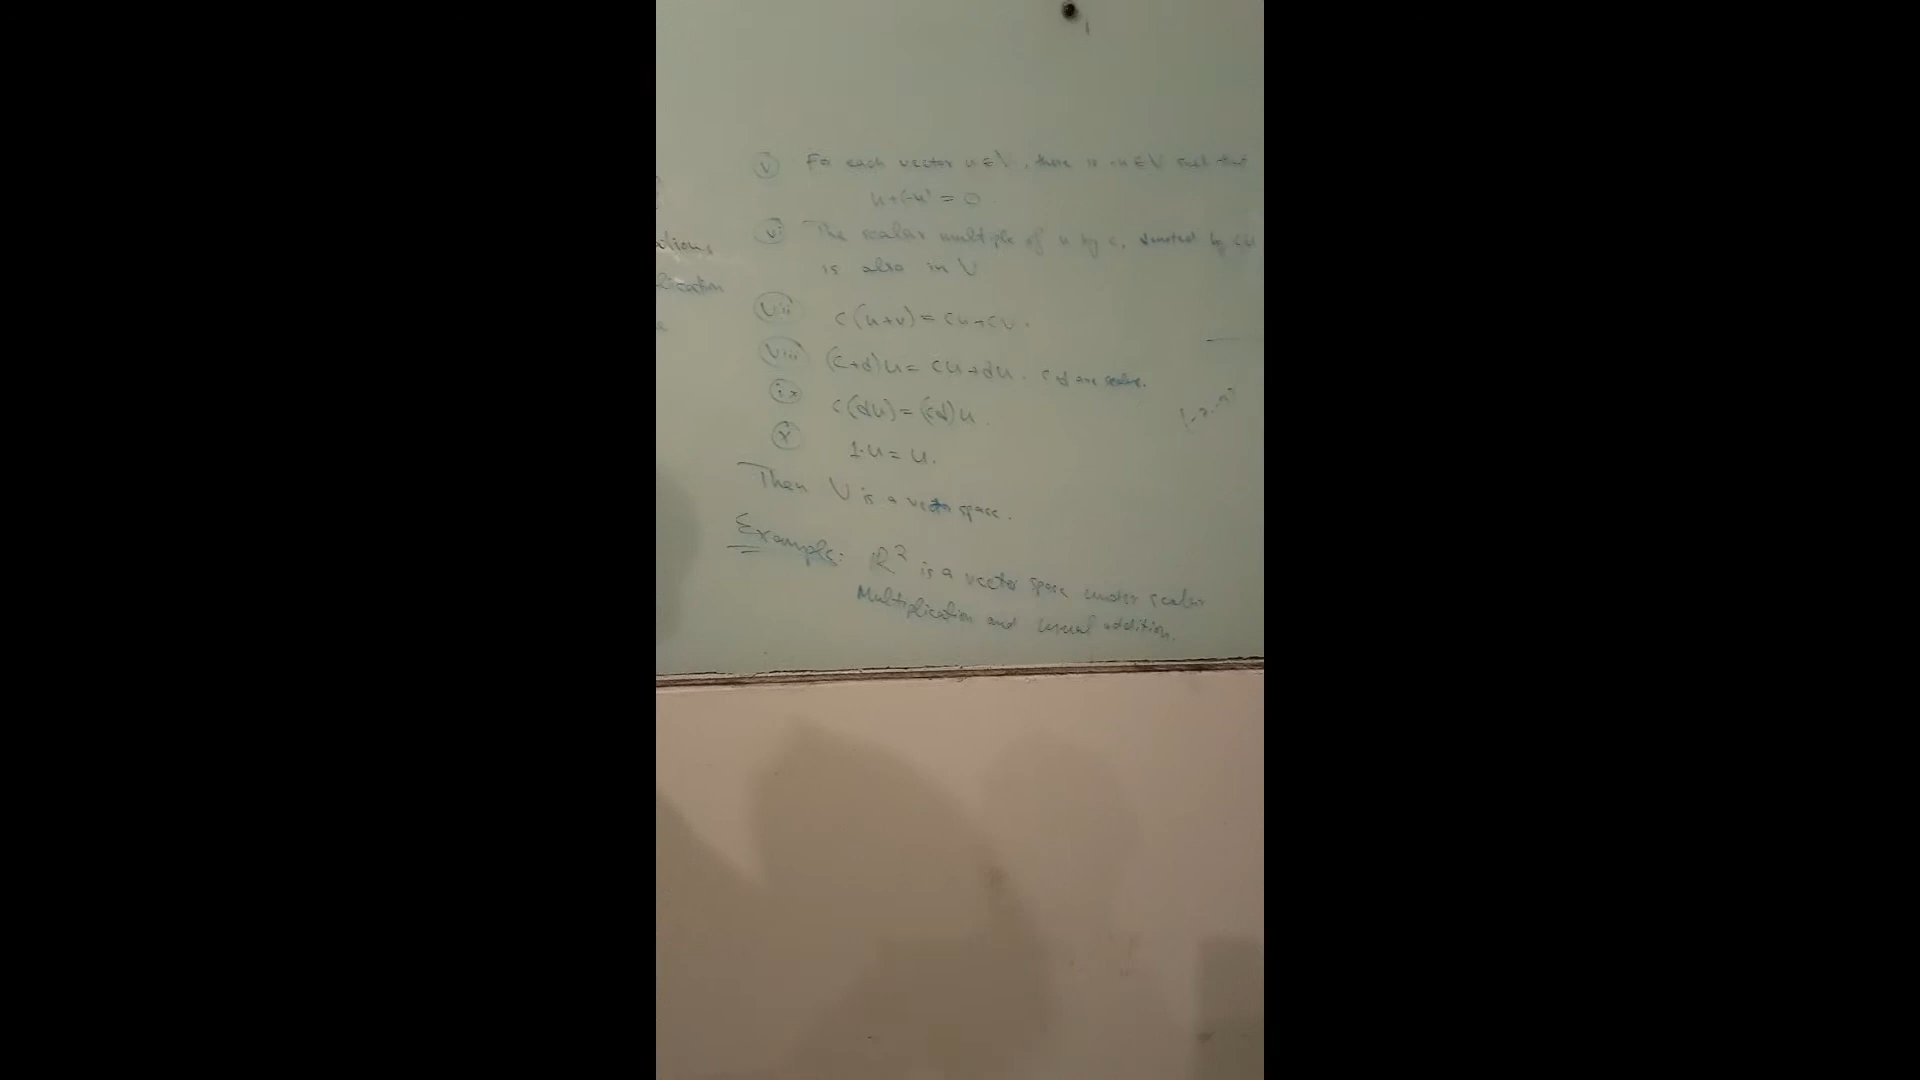 ations
lication
(v) For each vector u ∈ V, there is -u ∈ V such that
u+(-u) = 0.
(vi) The scalar multiple of u by c, denoted by cu
is also in V
(vii) c(u+v) = cu+cv.
(viii) (c+d)u = cu+du. c d are scalars.
(ix) c(du) = (cd)u.
(x) 1·u = u.
Then V is a vector space.
Example: R² is a vector space under scalar
Multiplication and usual addition.